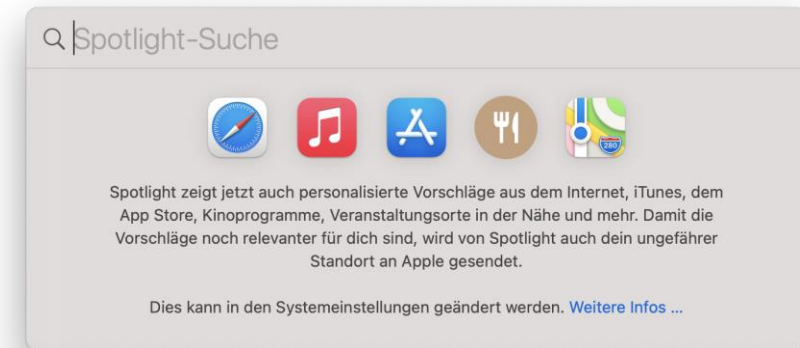 Spotlight-Suche
280
Spotlight zeigt jetzt auch personalisierte Vorschläge aus dem Internet, iTunes, dem
App Store, Kinoprogramme, Veranstaltungsorte in der Nähe und mehr. Damit die
Vorschläge noch relevanter für dich sind, wird von Spotlight auch dein ungefährer
Standort an Apple gesendet.
Dies kann in den Systemeinstellungen geändert werden. Weitere Infos ...